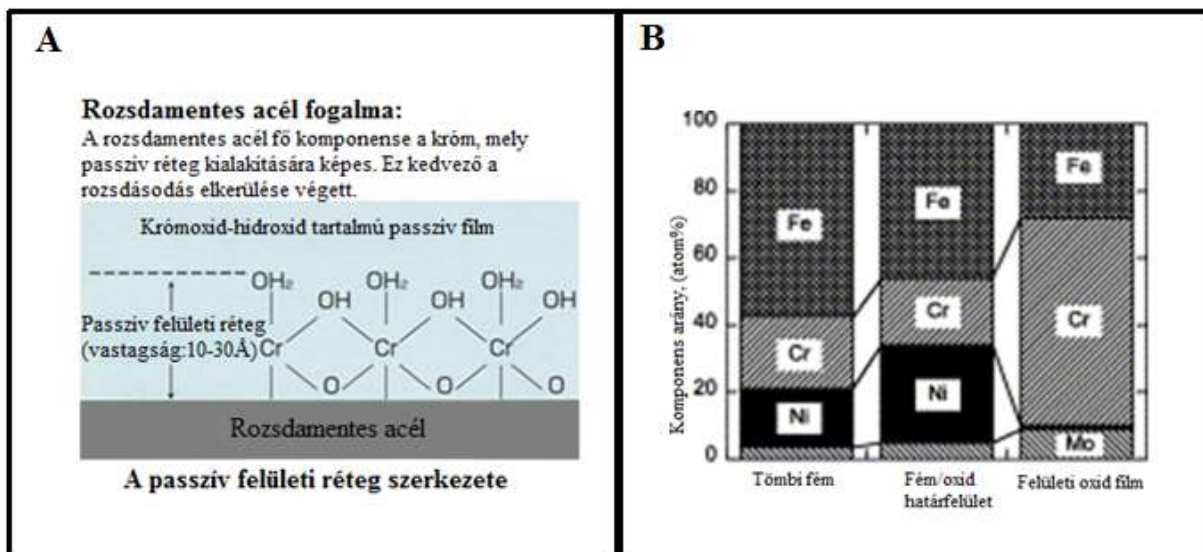 A
Rozsdamentes acél fogalma:
A rozsdamentes acél fő komponense a króm, mely
passzív réteg kialakítására képes. Ez kedvező a
rozsdásodás elkerülése végett.
Krómoxid-hidroxid tartalmú passzív film
OH₂ OH OH₂ OH OH₂ OH
Passzív felületi réteg
(vastagság:10-30Å)
Cr Cr Cr
O O O
Rozsdamentes acél
A passzív felületi réteg szerkezete
B
Komponens arány, (atom%)
100
80
60
40
20
0
Fe
Cr
Ni
Fe
Cr
Ni
Fe
Cr
Mo
Tömbi fém
Fém/oxid
határfelület
Felületi oxid film